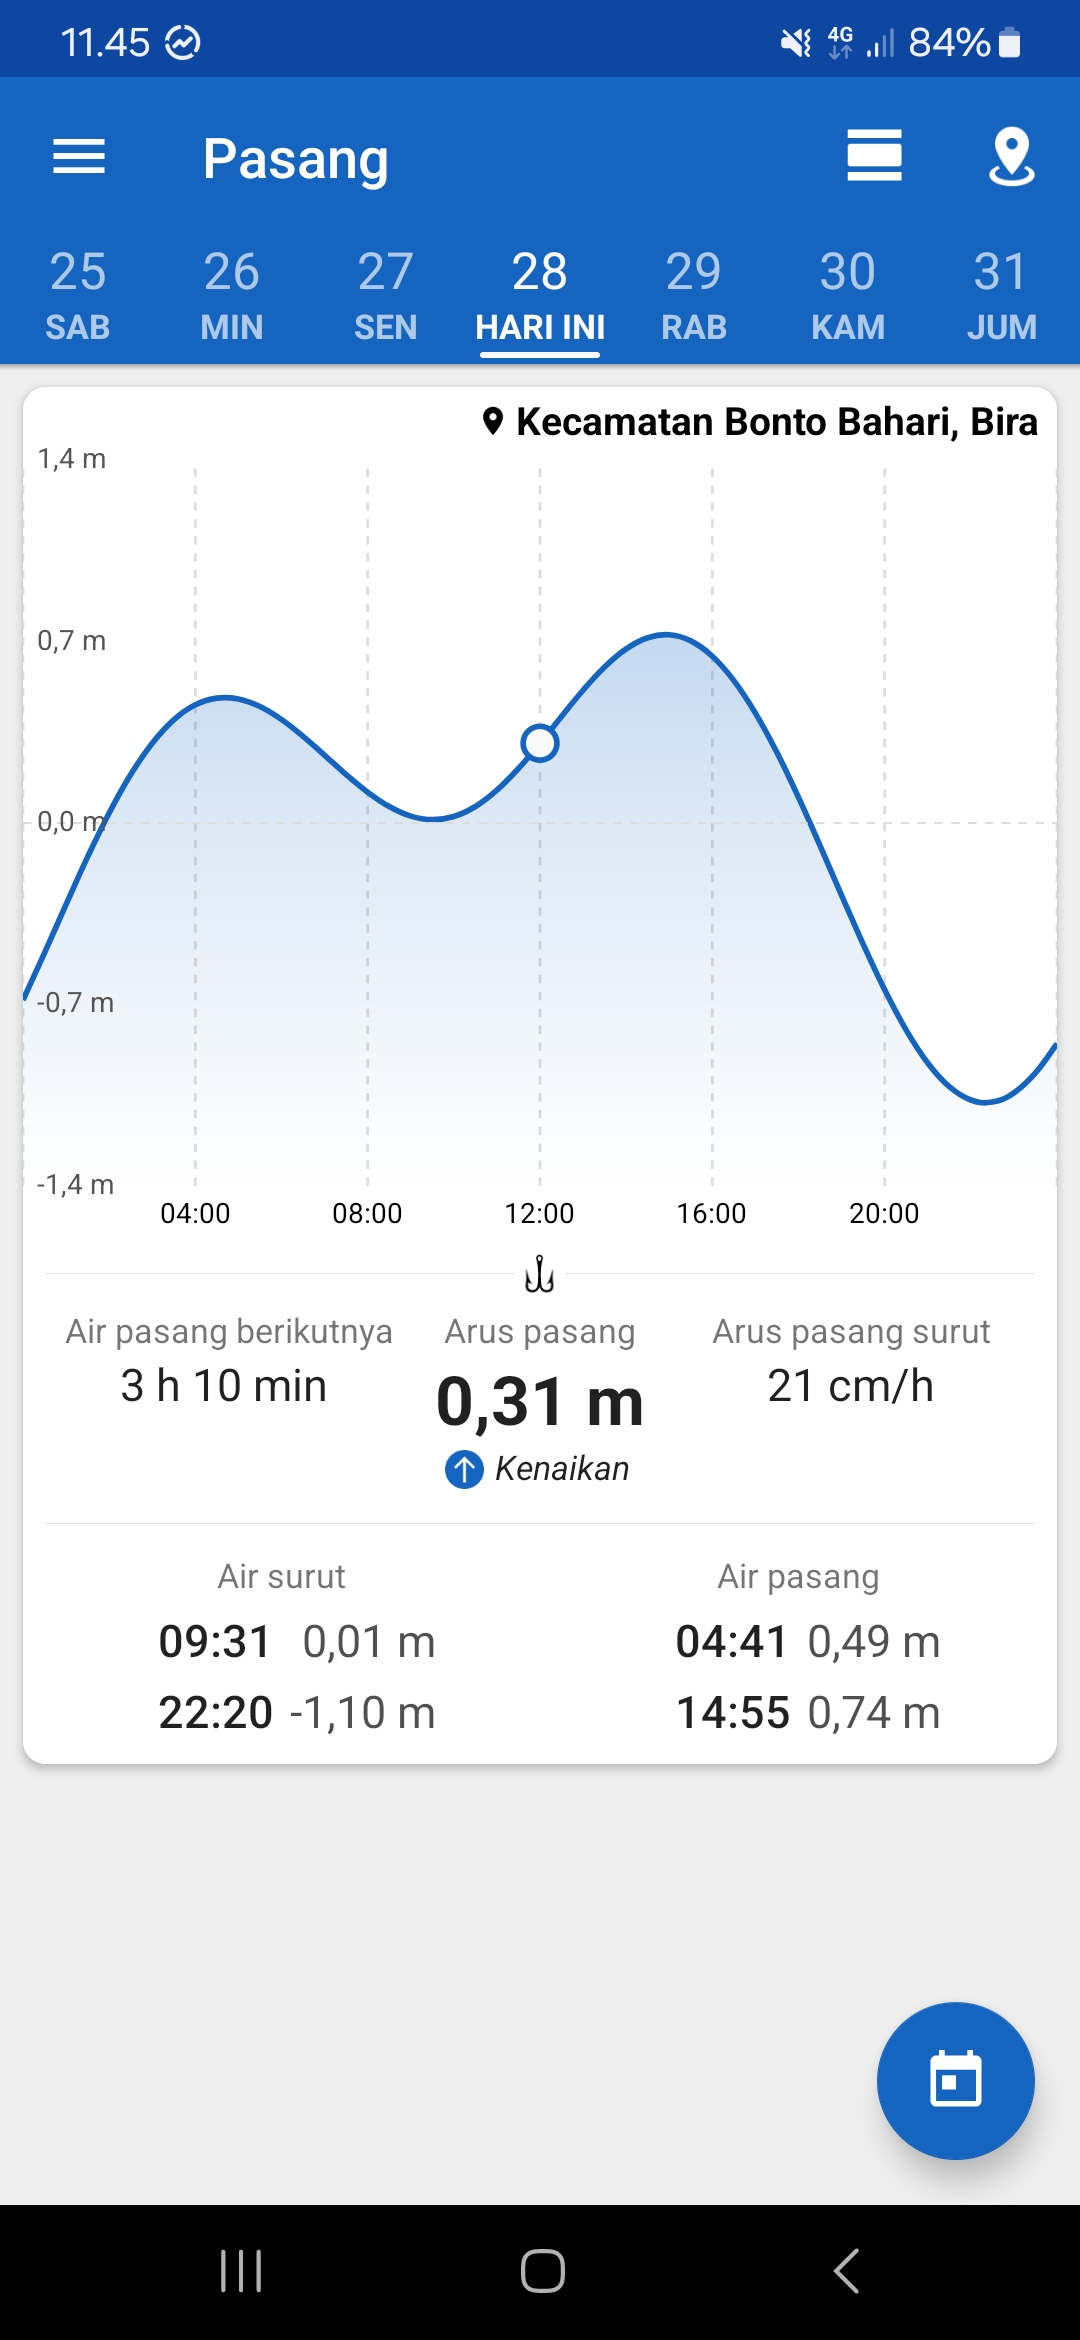 11.45 4G 84%
Pasang
25 26 27 28 29 30 31
SAB MIN SEN HARI INI RAB KAM JUM
Kecamatan Bonto Bahari, Bira
1,4 m
0,7 m
0,0 m
-0,7 m
-1,4 m
04:00 08:00 12:00 16:00 20:00
Air pasang berikutnya Arus pasang Arus pasang surut
3 h 10 min 0,31 m 21 cm/h
Kenaikan
Air surut Air pasang
09:31 0,01 m 04:41 0,49 m
22:20 -1,10 m 14:55 0,74 m